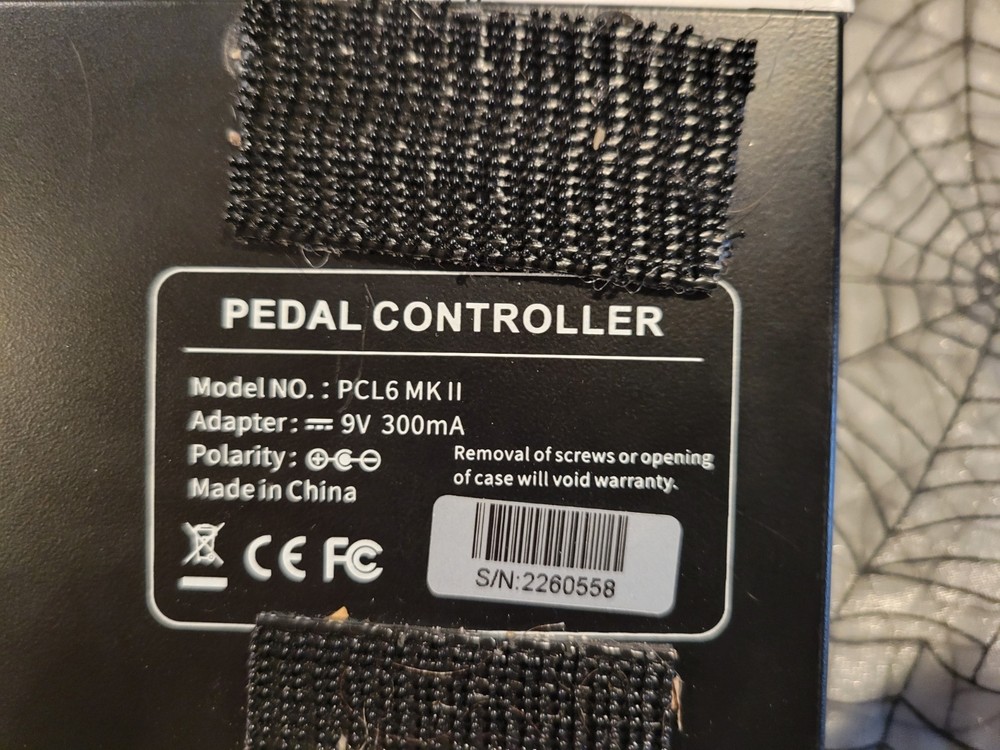 PEDAL CONTROLLER
Model NO. : PCL6 MK II
Adapter : ⎓ 9V 300mA
Polarity :
Made in China
Removal of screws or opening
of case will void warranty.
CE FC
S/N:2260558